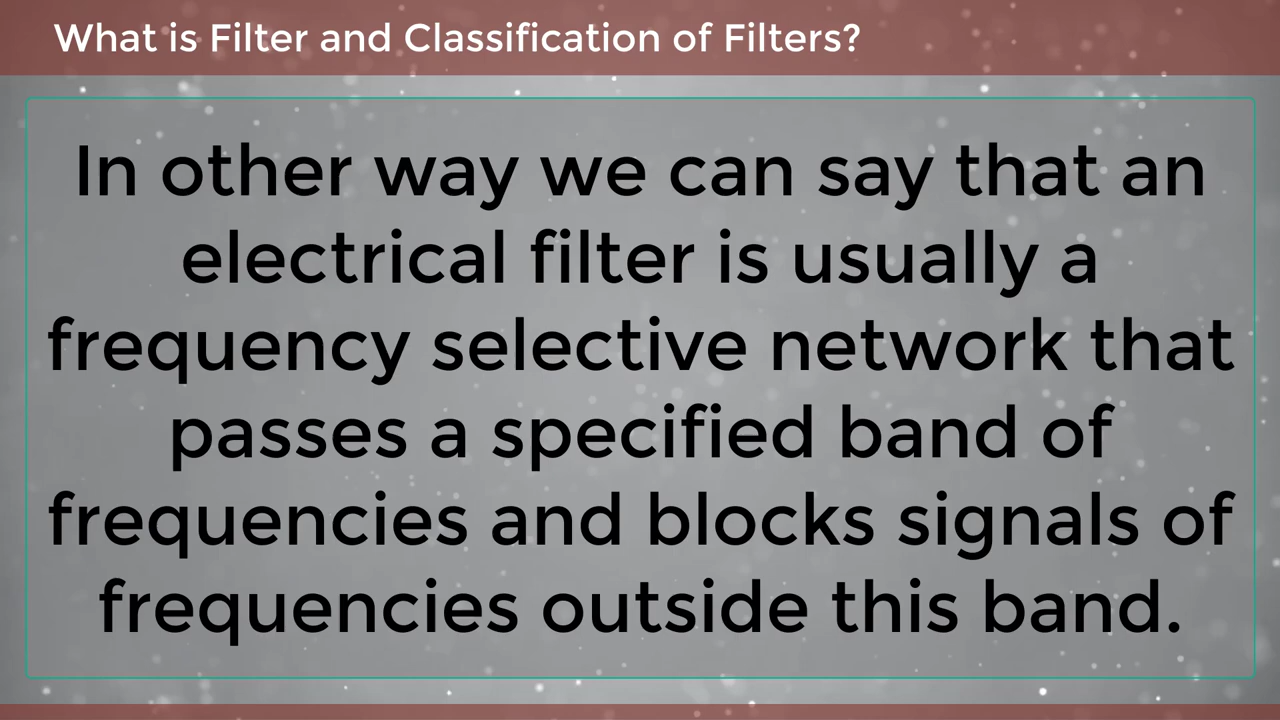 What is Filter and Classification of Filters?
In other way we can say that an
electrical filter is usually a
frequency selective network that
passes a specified band of
frequencies and blocks signals of
frequencies outside this band.